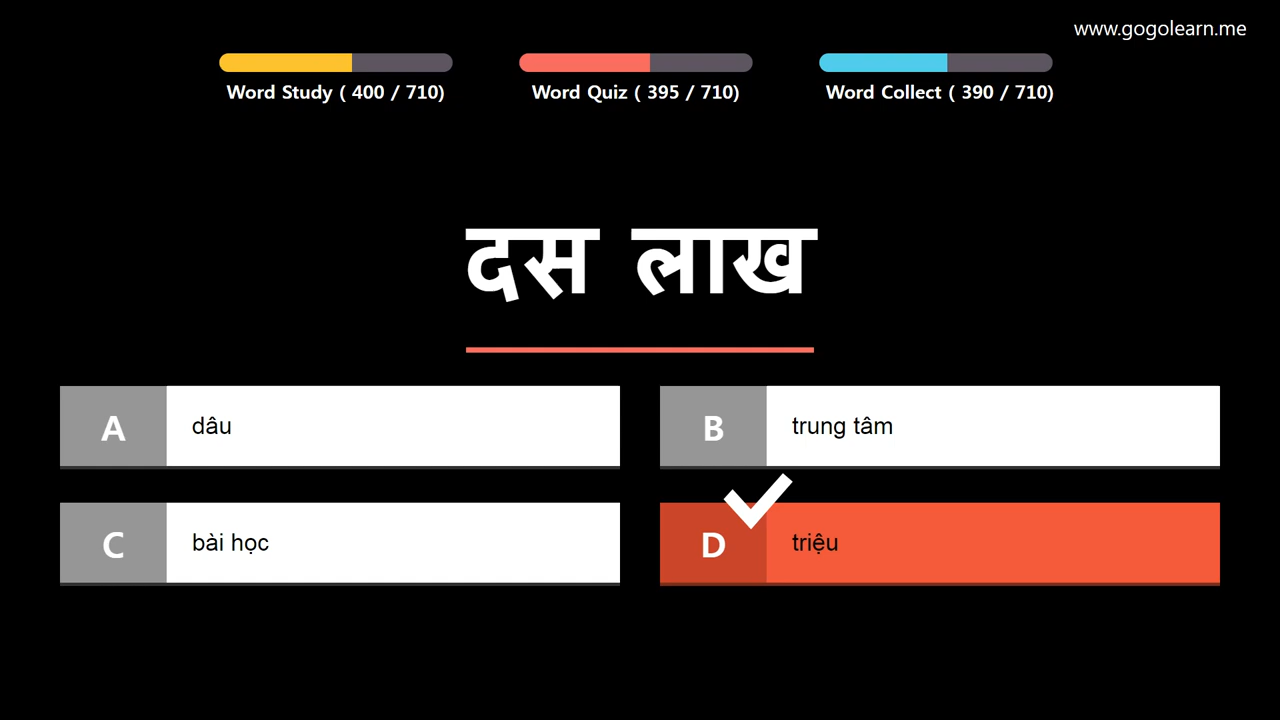 www.gogolearn.me
Word Study ( 400 / 710)
Word Quiz ( 395 / 710)
Word Collect ( 390 / 710)
दस लाख
A
dâu
B
trung tâm
C
bài học
D
triệu